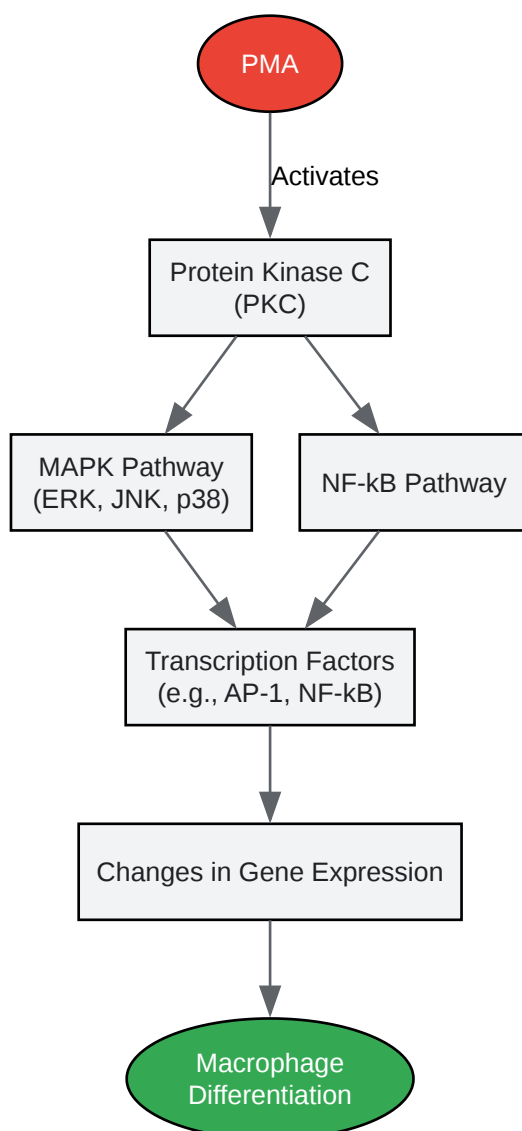 PMA
Activates
Protein Kinase C
(PKC)
MAPK Pathway
(ERK, JNK, p38)
NF-kB Pathway
Transcription Factors
(e.g., AP-1, NF-kB)
Changes in Gene Expression
Macrophage
Differentiation